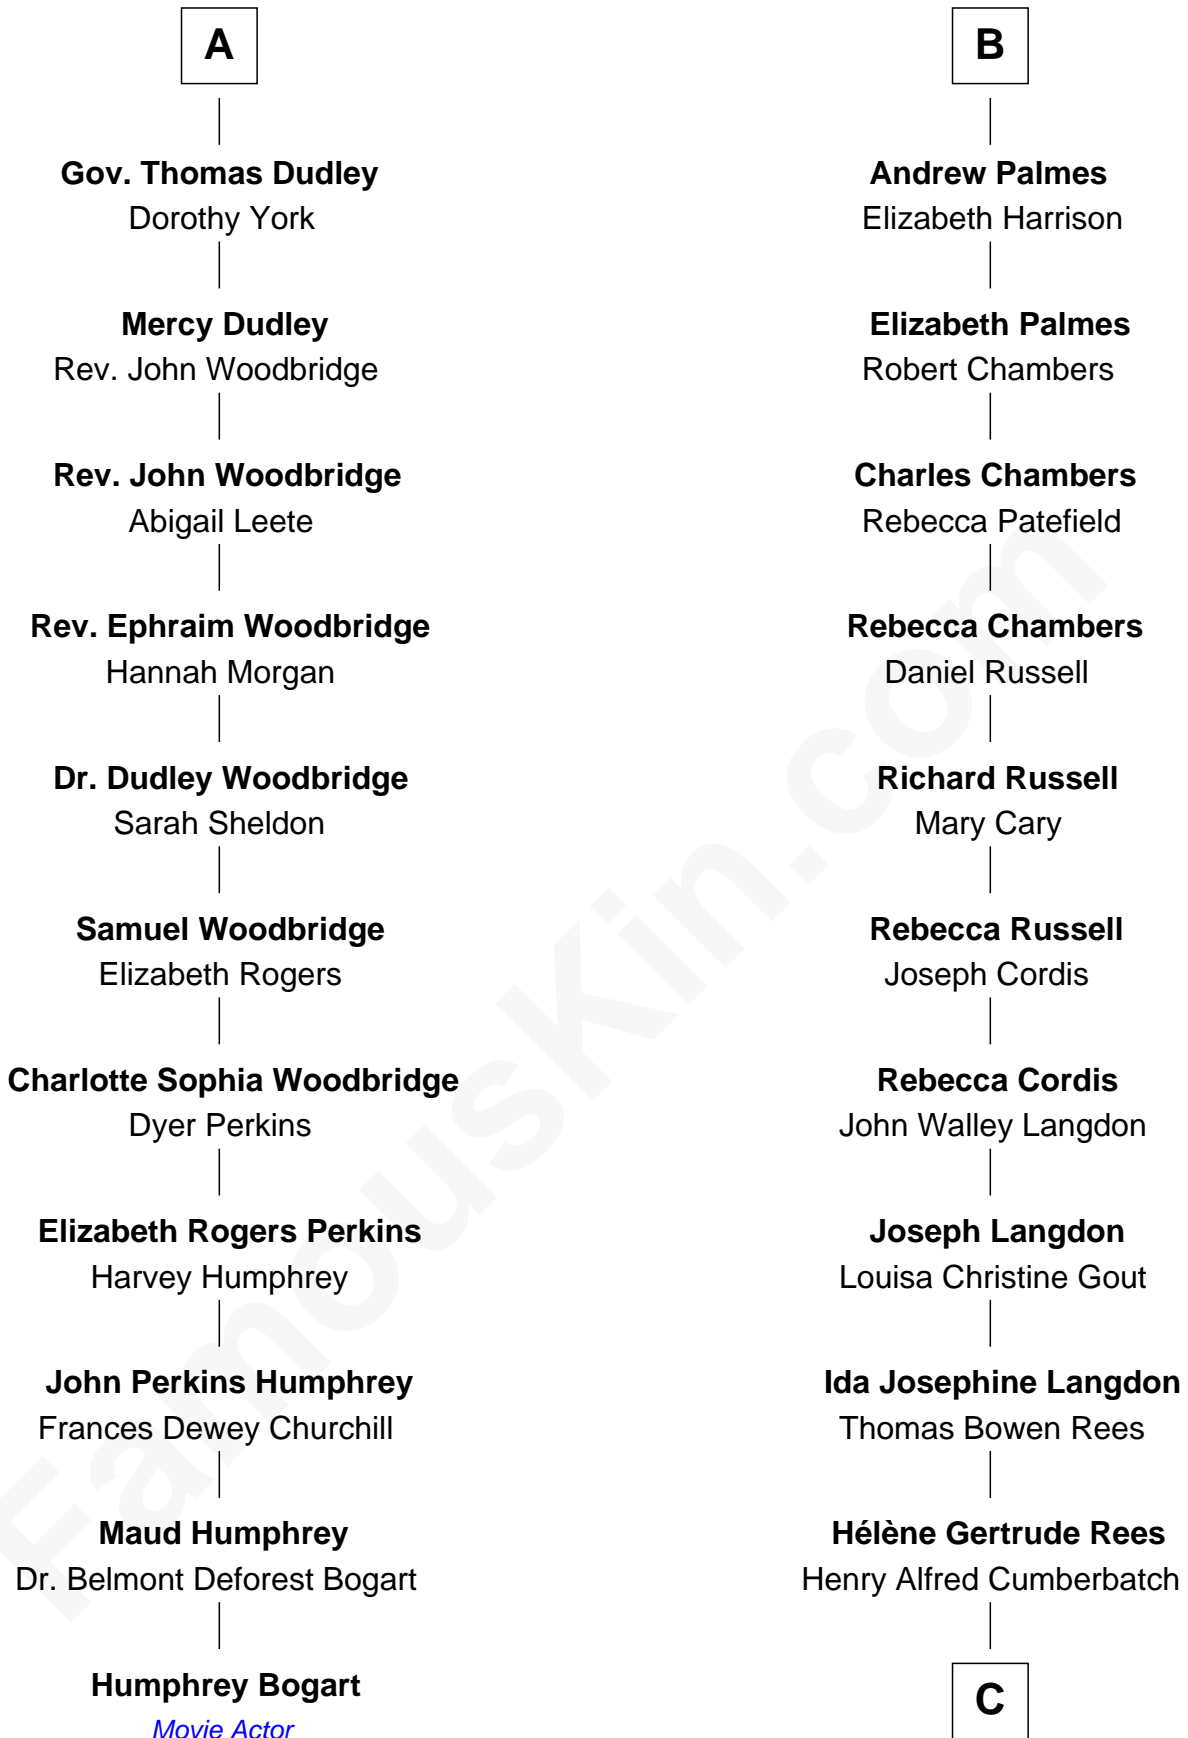 A
Gov. Thomas Dudley
Dorothy York
Mercy Dudley
Rev. John Woodbridge
Rev. John Woodbridge
Abigail Leete
Rev. Ephraim Woodbridge
Hannah Morgan
Dr. Dudley Woodbridge
Sarah Sheldon
Samuel Woodbridge
Elizabeth Rogers
Charlotte Sophia Woodbridge
Dyer Perkins
Elizabeth Rogers Perkins
Harvey Humphrey
John Perkins Humphrey
Frances Dewey Churchill
Maud Humphrey
Dr. Belmont Deforest Bogart
Humphrey Bogart
Movie Actor
B
Andrew Palmes
Elizabeth Harrison
Elizabeth Palmes
Robert Chambers
Charles Chambers
Rebecca Patefield
Rebecca Chambers
Daniel Russell
Richard Russell
Mary Cary
Rebecca Russell
Joseph Cordis
Rebecca Cordis
John Walley Langdon
Joseph Langdon
Louisa Christine Gout
Ida Josephine Langdon
Thomas Bowen Rees
Hélène Gertrude Rees
Henry Alfred Cumberbatch
C
FamousKin.com